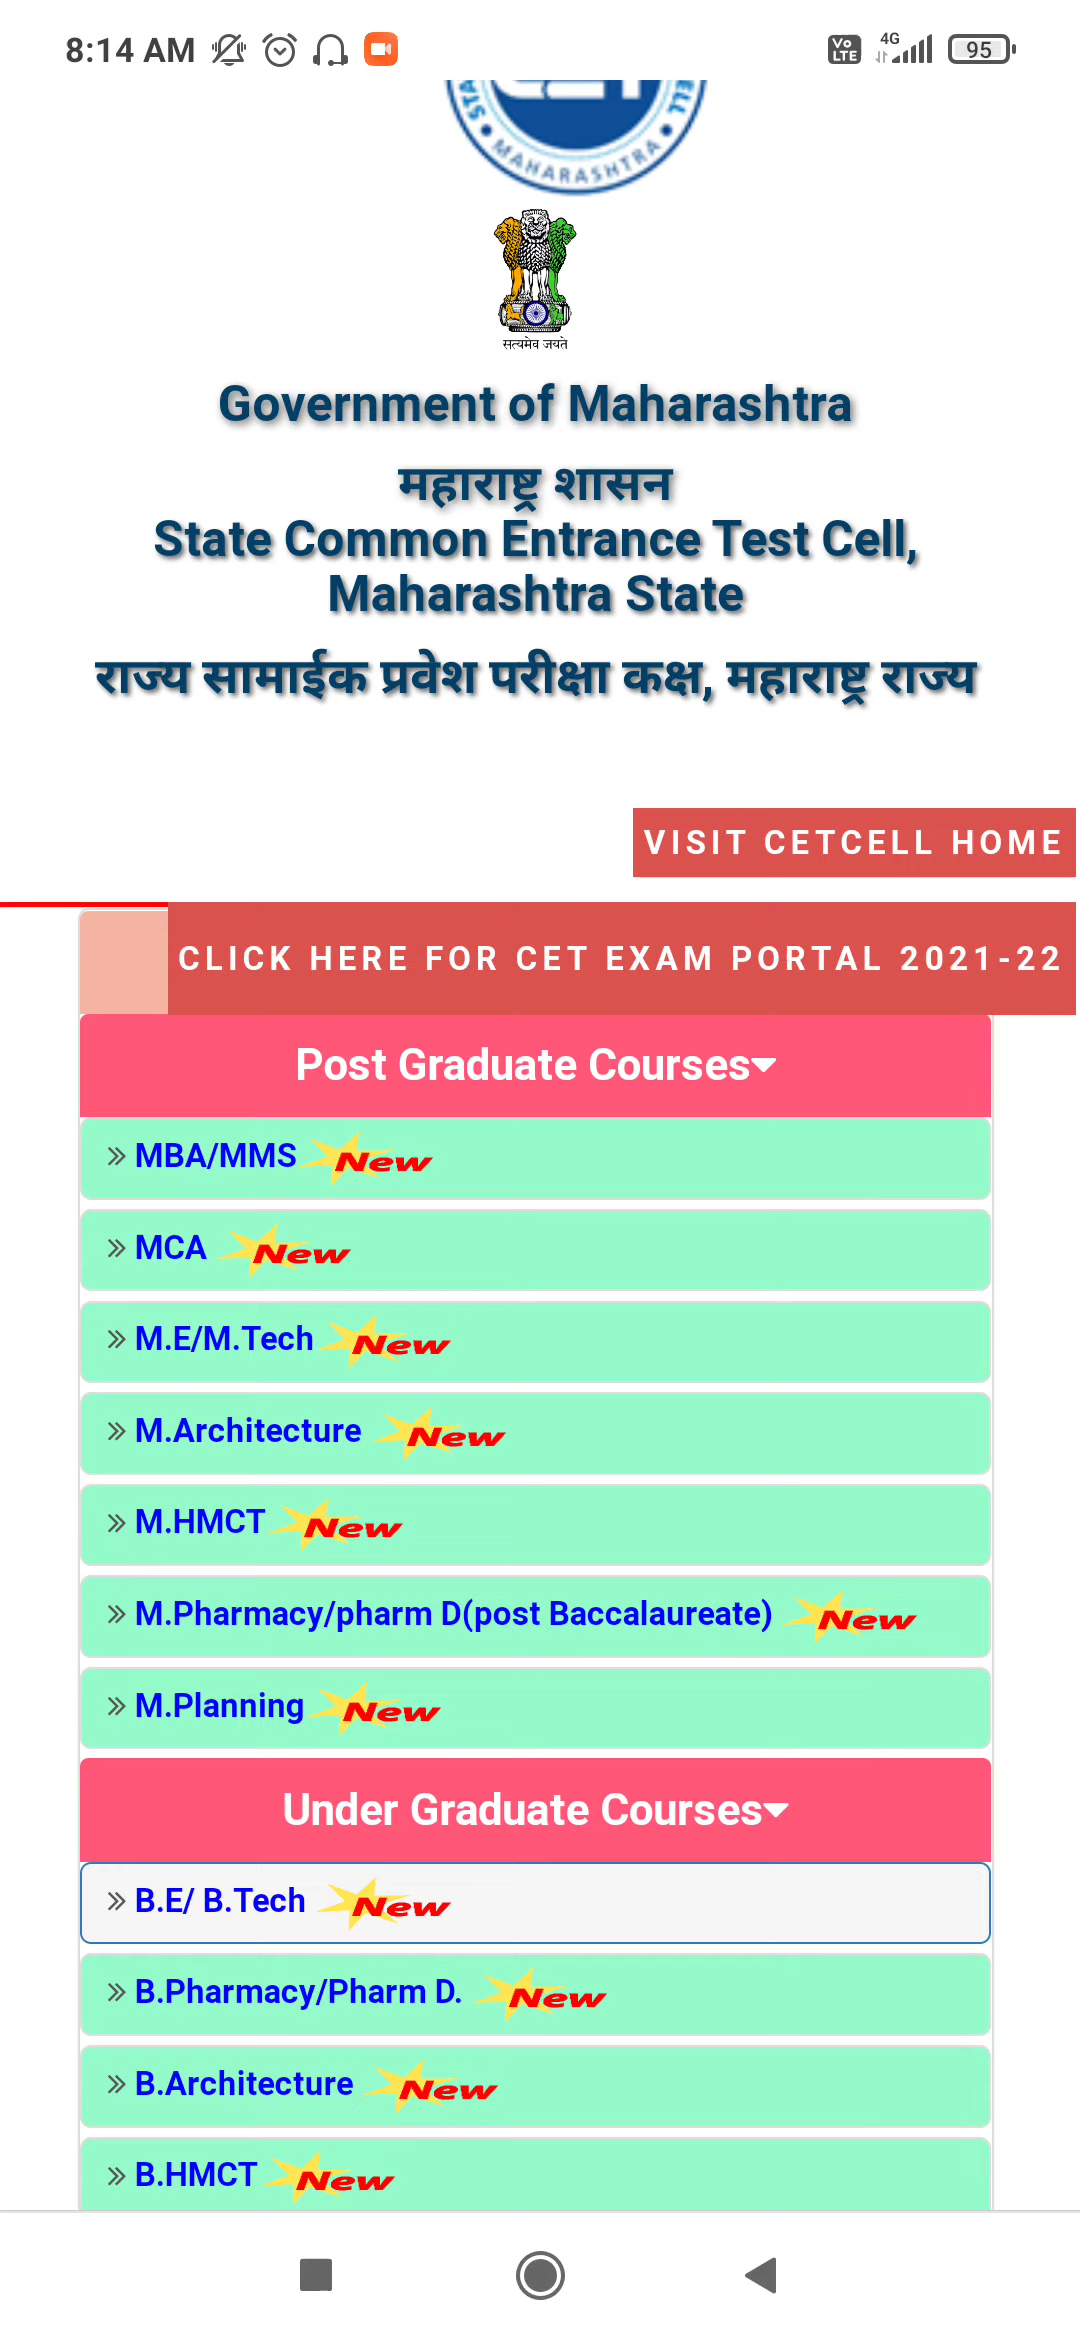 8:14 AM
Vo LTE
4G
95
MAHARASHTRA
सत्यमेव जयते
Government of Maharashtra
महाराष्ट्र शासन
State Common Entrance Test Cell,
Maharashtra State
राज्य सामाईक प्रवेश परीक्षा कक्ष, महाराष्ट्र राज्य
VISIT CETCELL HOME
CLICK HERE FOR CET EXAM PORTAL 2021-22
Post Graduate Courses
» MBA/MMS New
» MCA New
» M.E/M.Tech New
» M.Architecture New
» M.HMCT New
» M.Pharmacy/pharm D(post Baccalaureate) New
» M.Planning New
Under Graduate Courses
» B.E/ B.Tech New
» B.Pharmacy/Pharm D. New
» B.Architecture New
» B.HMCT New